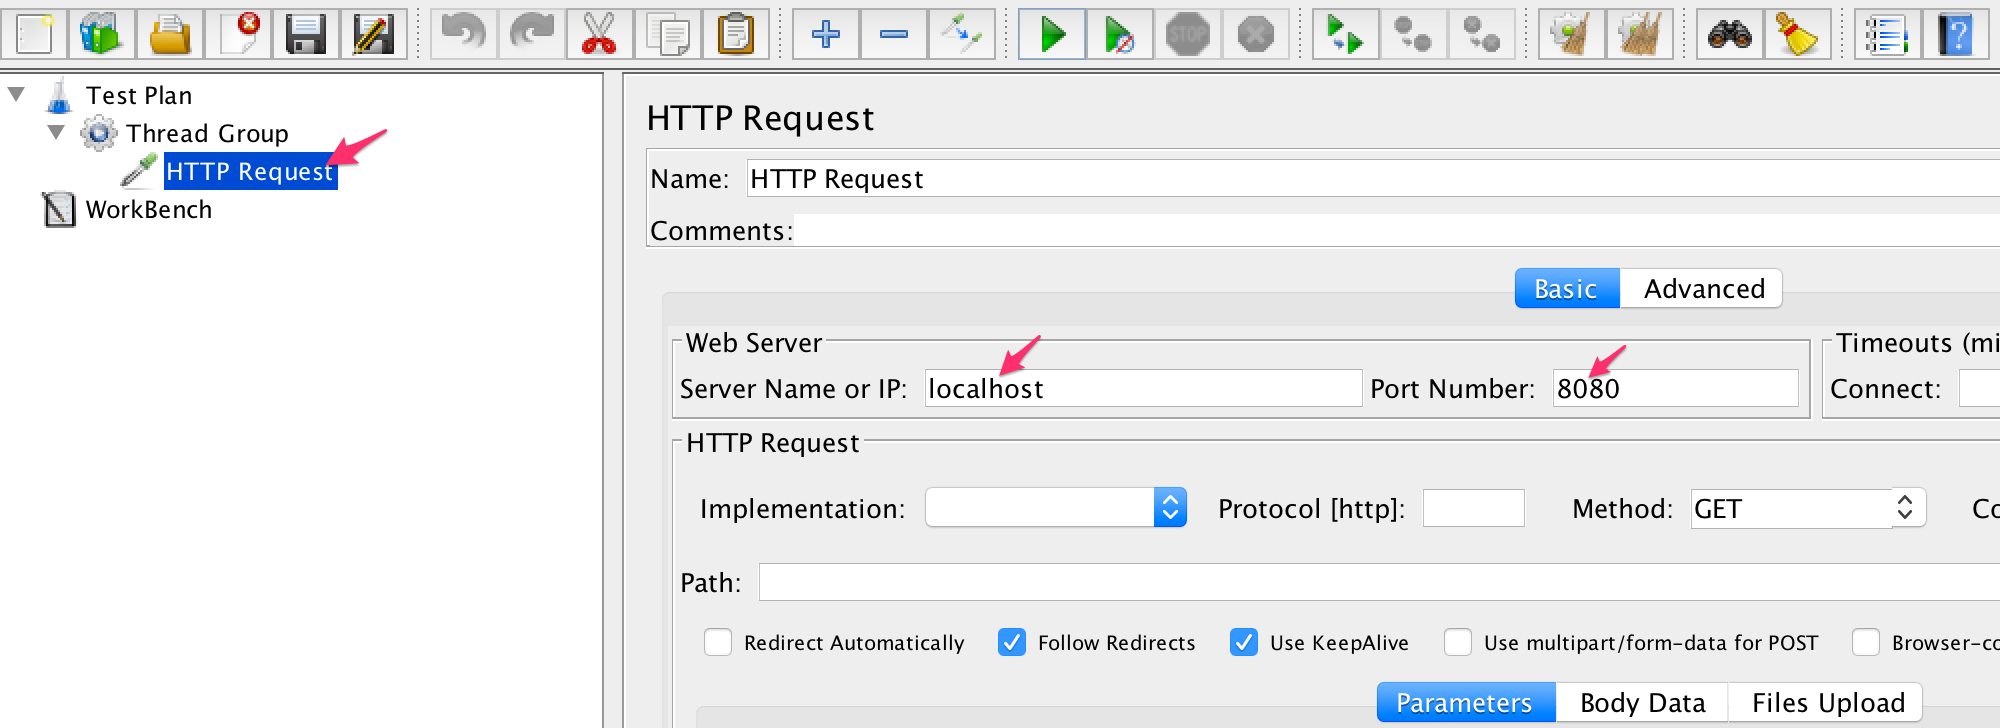 STOP
Test Plan
Thread Group
HTTP Request
WorkBench
HTTP Request
Name: HTTP Request
Comments:
Basic Advanced
Web Server Timeouts (mi
Server Name or IP: localhost Port Number: 8080 Connect:
HTTP Request
Implementation: Protocol [http]: Method: GET Co
Path:
Redirect Automatically Follow Redirects Use KeepAlive Use multipart/form-data for POST Browser-co
Parameters Body Data Files Upload